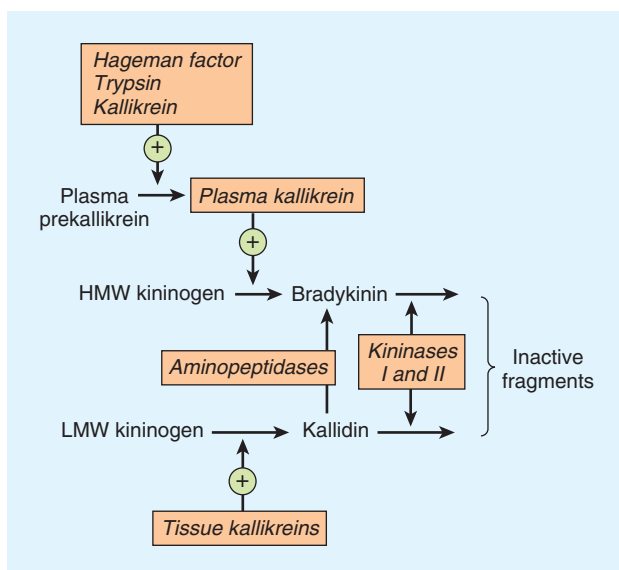 Hageman factor
Trypsin
Kallikrein
+
Plasma
prekallikrein
Plasma kallikrein
+
HMW kininogen
Bradykinin
Aminopeptidases
Kininases
I and II
Inactive
fragments
LMW kininogen
Kallidin
+
Tissue kallikreins